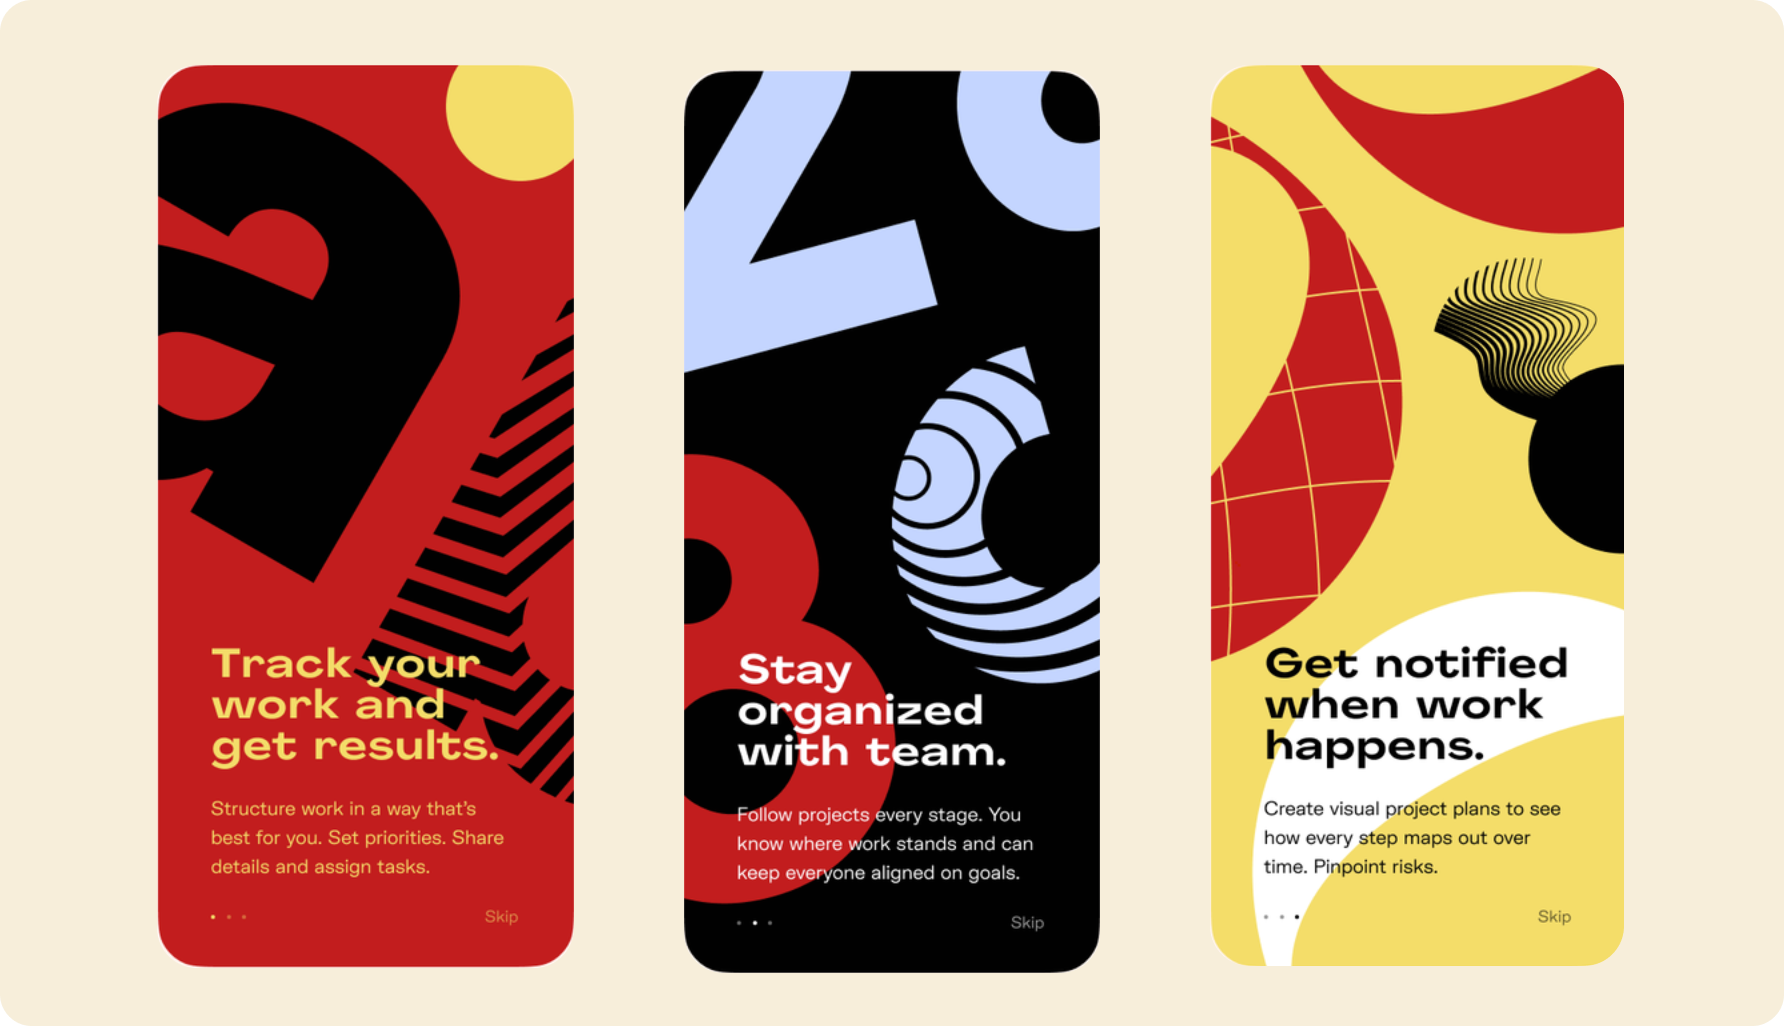 Track your
work and
get results.
Structure work in a way that’s
best for you. Set priorities. Share
details and assign tasks.
Skip
Stay
organized
with team.
Follow projects every stage. You
know where work stands and can
keep everyone aligned on goals.
Skip
Get notified
when work
happens.
Create visual project plans to see
how every step maps out over
time. Pinpoint risks.
Skip